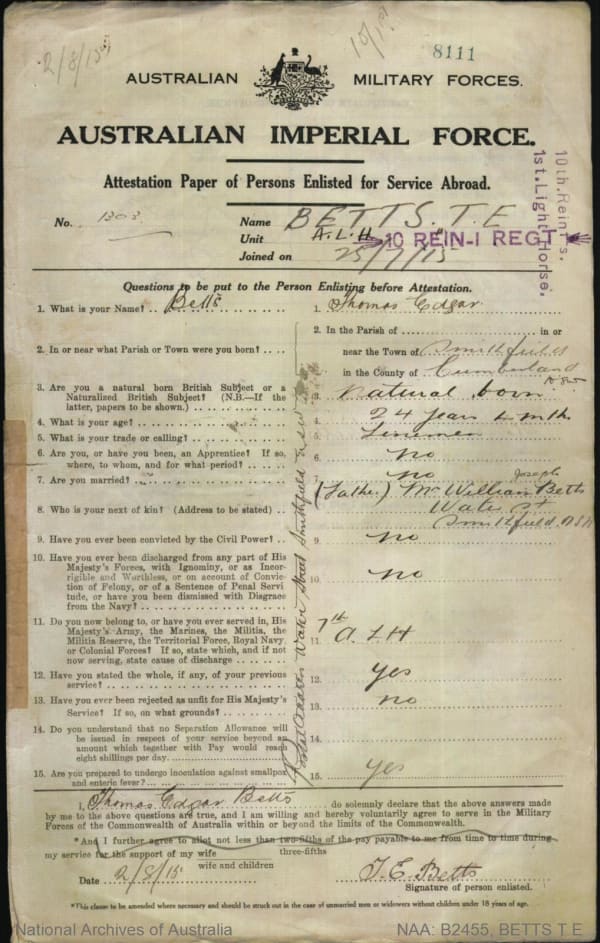 2/8/15
8111
AUSTRALIAN MILITARY FORCES.
AUSTRALIAN IMPERIAL FORCE.
Attestation Paper of Persons Enlisted for Service Abroad.
10th. Reinf'ts.
1st. Light Horse.
No. 1303
Name BETTS. T. E
Unit A.L.H 10 REIN-1 REGT
Joined on 25/7/15
Questions to be put to the Person Enlisting before Attestation.
1. What is your Name? Betts 1. Thomas Edgar
2. In or near what Parish or Town were you born? 2. In the Parish of in or
near the Town of Smithfield
in the County of Cumberland
N.S.W
3. Are you a natural born British Subject or a
Naturalized British Subject? (N.B.—If the
latter, papers to be shown.) 3. Natural born
4. What is your age? 4. 24 years mth.
5. What is your trade or calling? 5. Linesman
6. Are you, or have you been, an Apprentice? If so,
where, to whom, and for what period? 6. no
7. Are you married? 7. no
8. Who is your next of kin? (Address to be stated) (Father) Mr William Joseph Betts
Water St
Smithfield N.S.W
9. Have you ever been convicted by the Civil Power? 9. no
10. Have you ever been discharged from any part of His
Majesty's Forces, with Ignominy, or as Incor-
rigible and Worthless, or on account of Convic-
tion of Felony, or of a Sentence of Penal Servi
tude, or have you been dismissed with Disgrace
from the Navy? 10. no
11. Do you now belong to, or have you ever served in, His
Majesty's Army, the Marines, the Militia, the
Militia Reserve, the Territorial Force, Royal Navy
or Colonial Forces? If so, state which, and if not
now serving, state cause of discharge 11. 7th A.L.H
12. Have you stated the whole, if any, of your previous
service? 12. yes
13. Have you ever been rejected as unfit for His Majesty's
Service? If so, on what grounds? 13. no
14. Do you understand that no Separation Allowance will
be issued in respect of your service beyond an
amount which together with Pay would reach
eight shillings per day. 14.
15. Are you prepared to undergo inoculation against smallpox
and enteric fever? 15. yes
Postal Address Water Street Smithfield NSW
I, Thomas Edgar Betts do solemnly declare that the above answers made
by me to the above questions are true, and I am willing and hereby voluntarily agree to serve in the Military
Forces of the Commonwealth of Australia within or beyond the limits of the Commonwealth.
*And I further agree to allot not less than two-fifths of the pay payable to me from time to time during
three-fifths
my service for the support of my wife
wife and children
Date 2/8/15 T. E. Betts
Signature of person enlisted.
*This clause to be amended where necessary and should be struck out in the case of unmarried men or widowers without children under 18 years of age.
National Archives of Australia NAA: B2455, BETTS T E